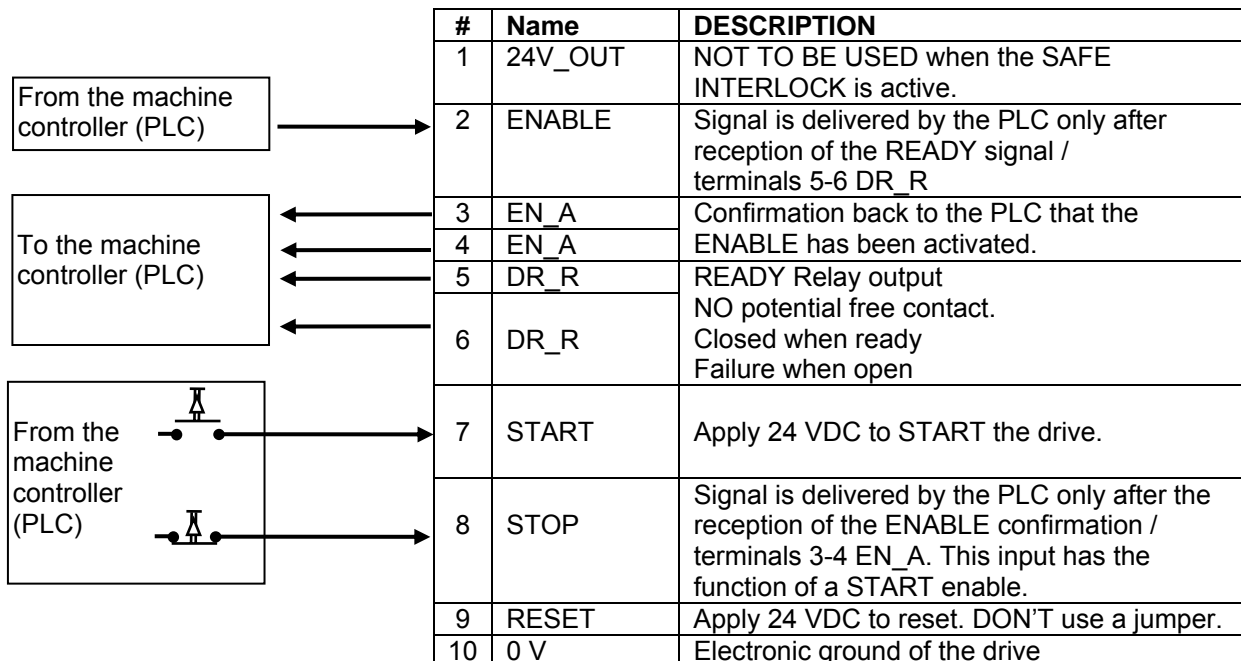 # Name DESCRIPTION
1 24V_OUT NOT TO BE USED when the SAFE
INTERLOCK is active.
From the machine
controller (PLC)
2 ENABLE Signal is delivered by the PLC only after
reception of the READY signal /
terminals 5-6 DR_R
To the machine
controller (PLC)
3 EN_A Confirmation back to the PLC that the
4 EN_A ENABLE has been activated.
5 DR_R READY Relay output
NO potential free contact.
6 DR_R Closed when ready
Failure when open
From the
machine
controller
(PLC)
7 START Apply 24 VDC to START the drive.
8 STOP Signal is delivered by the PLC only after the
reception of the ENABLE confirmation /
terminals 3-4 EN_A. This input has the
function of a START enable.
9 RESET Apply 24 VDC to reset. DON'T use a jumper.
10 0 V Electronic ground of the drive